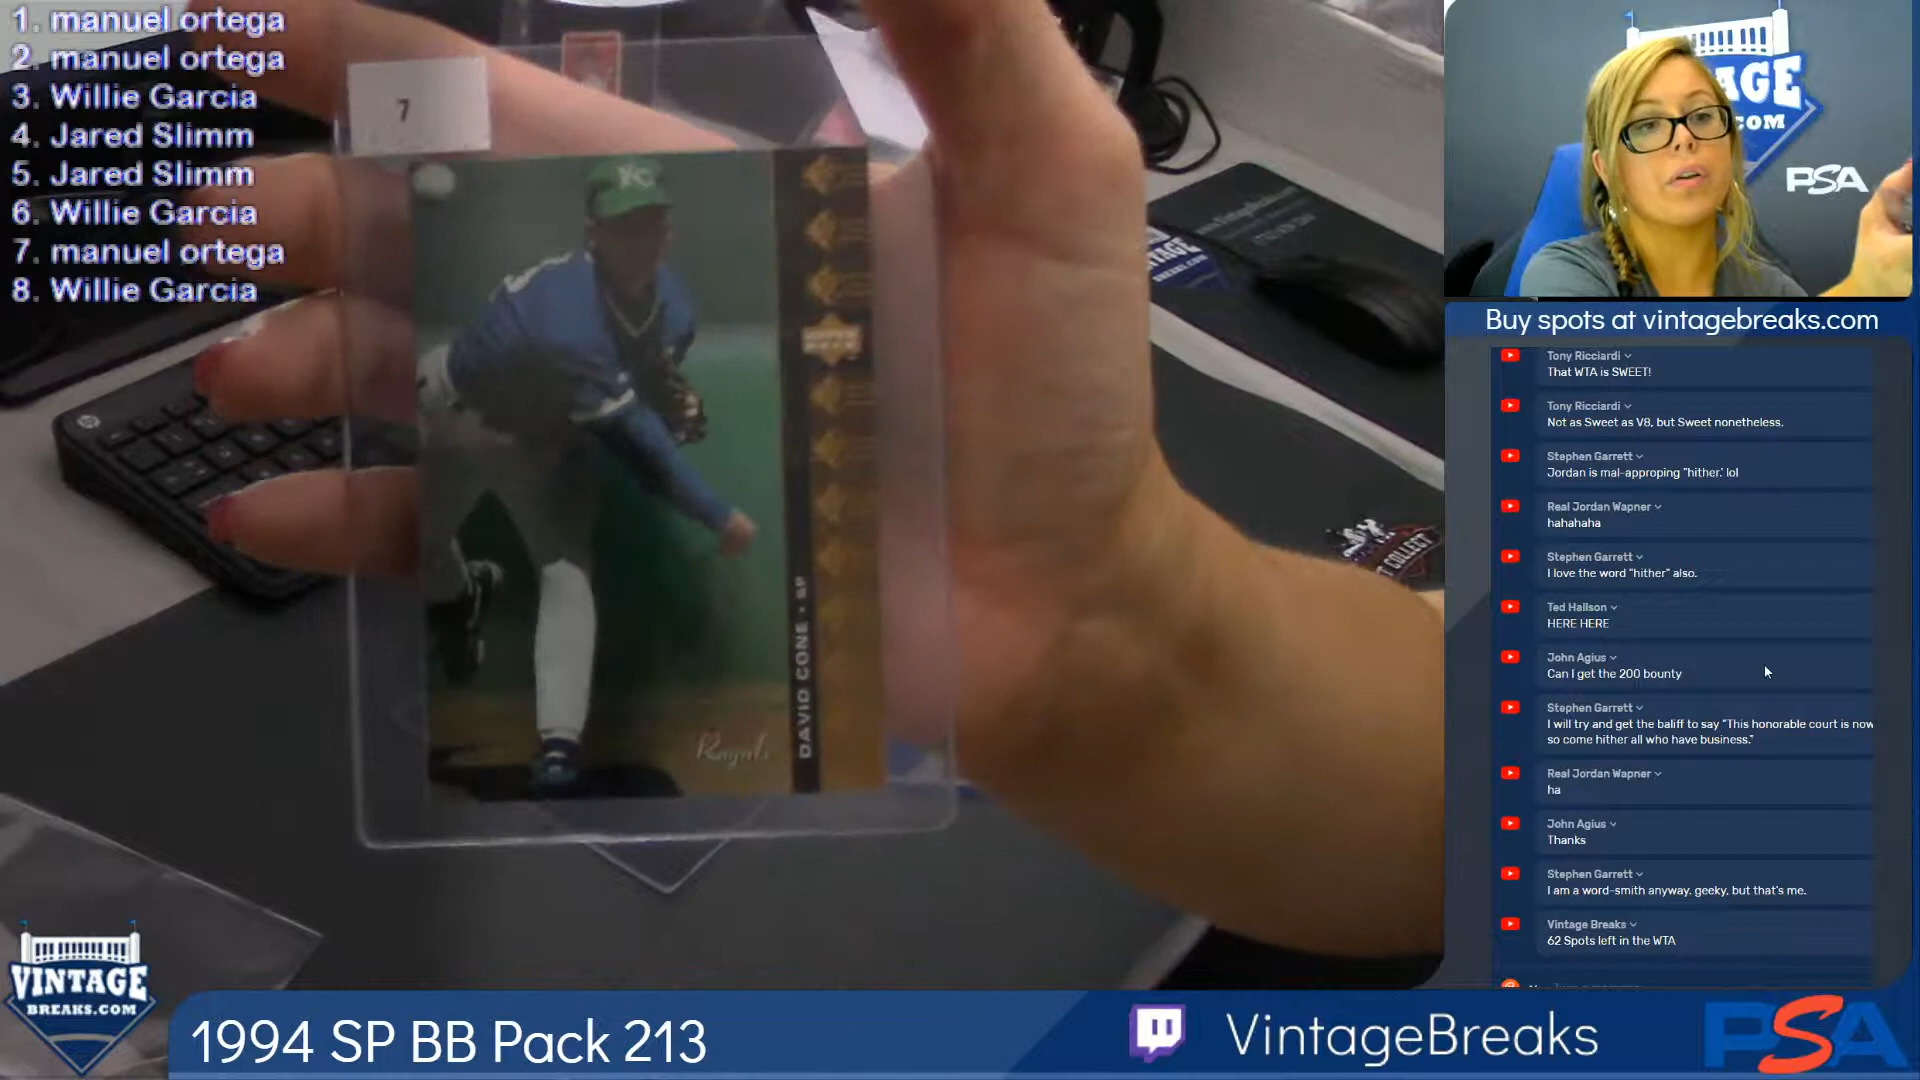 1. manuel ortega
2. manuel ortega
3. Willie Garcia
4. Jared Slimm
5. Jared Slimm
6. Willie Garcia
7. manuel ortega
8. Willie Garcia
7
KC
Royals
DAVID CONE • SP
UPPER DECK
AGE
.COM
PSA
Buy spots at vintagebreaks.com
Tony Ricciardi
That WTA is SWEET!
Tony Ricciardi
Not as Sweet as V8, but Sweet nonetheless.
Stephen Garrett
Jordan is mal-approping "hither.' lol
Real Jordan Wapner
hahahaha
Stephen Garrett
I love the word "hither" also.
Ted Hallson
HERE HERE
John Agius
Can I get the 200 bounty
Stephen Garrett
I will try and get the baliff to say "This honorable court is now
so come hither all who have business."
Real Jordan Wapner
ha
John Agius
Thanks
Stephen Garrett
I am a word-smith anyway. geeky, but that's me.
Vintage Breaks
62 Spots left in the WTA
VINTAGE
BREAKS.COM
1994 SP BB Pack 213
VintageBreaks
PSA